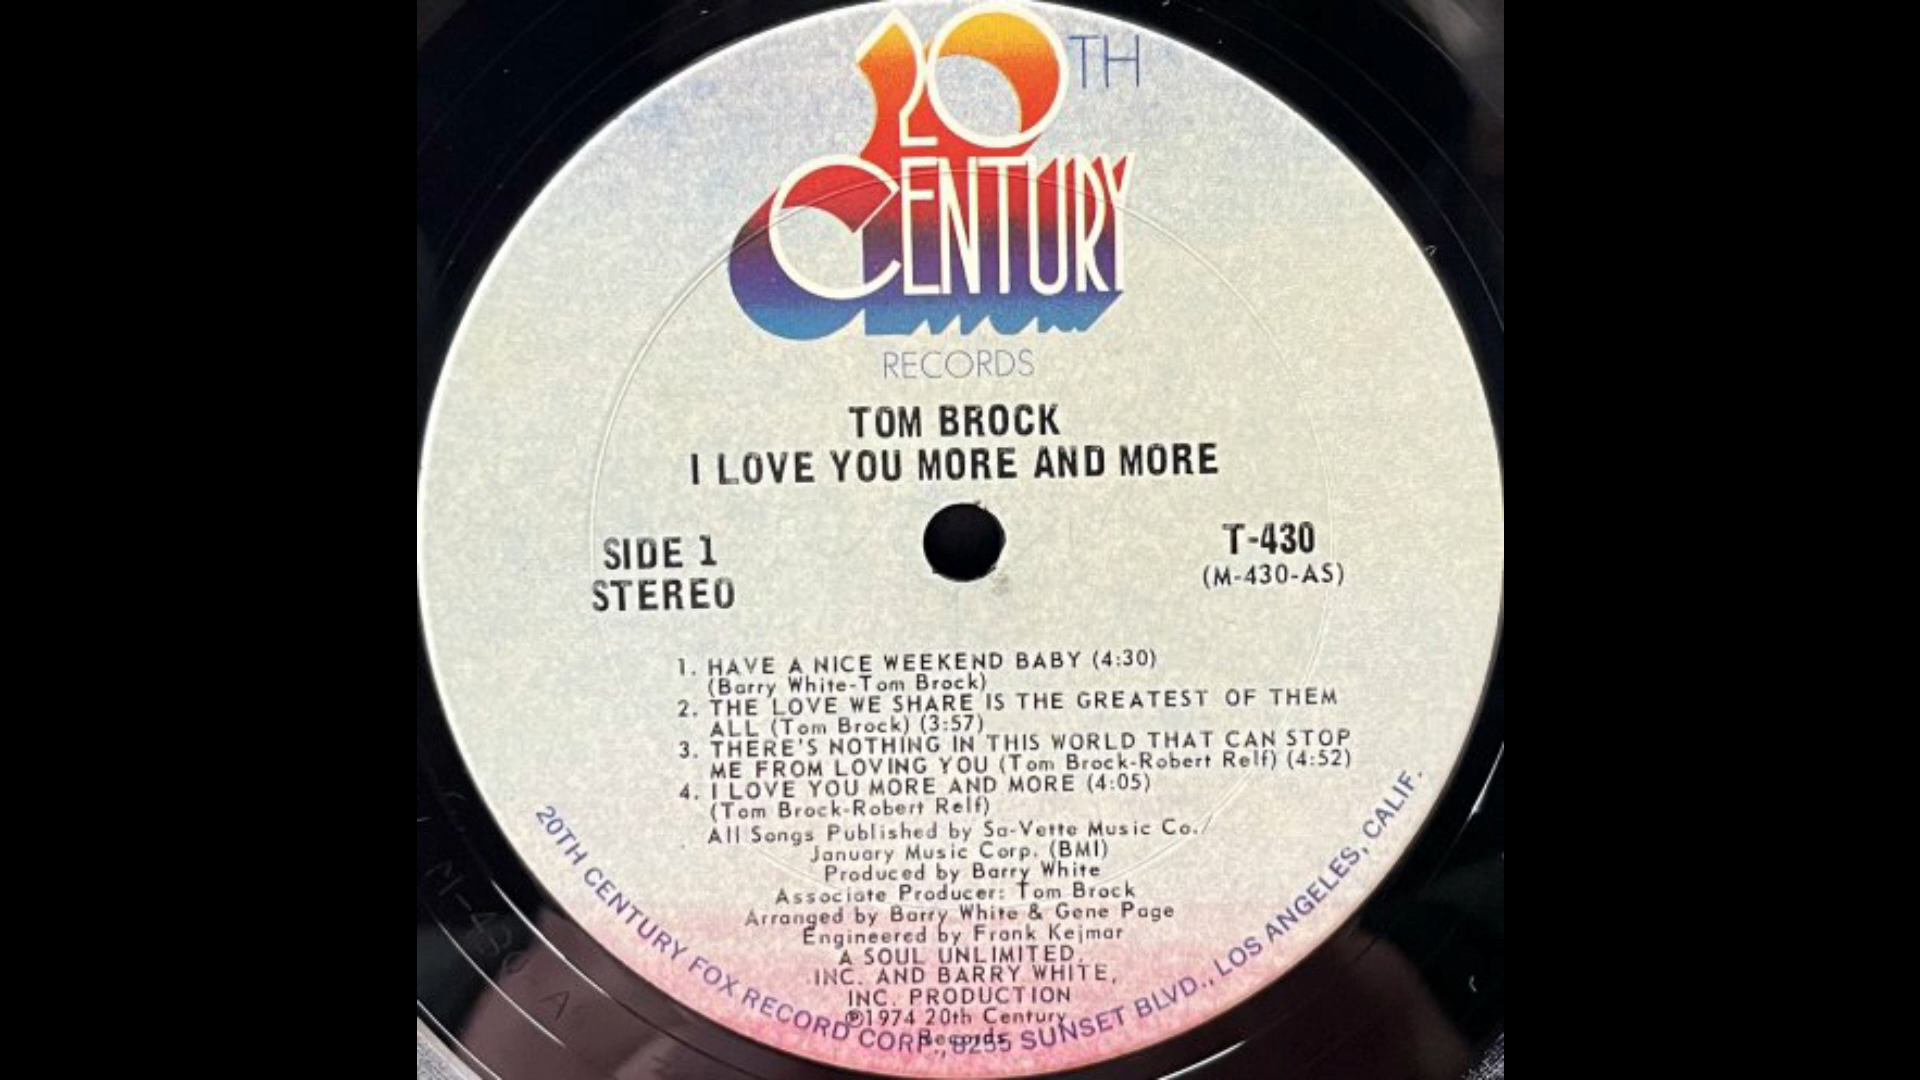 20TH
CENTURY
RECORDS
TOM BROCK
I LOVE YOU MORE AND MORE
SIDE 1
STEREO
T-430
(M-430-AS)
1. HAVE A NICE WEEKEND BABY (4:30)
(Barry White-Tom Brock)
2. THE LOVE WE SHARE IS THE GREATEST OF THEM
ALL (Tom Brock) (3:57)
3. THERE'S NOTHING IN THIS WORLD THAT CAN STOP
ME FROM LOVING YOU (Tom Brock-Robert Relf) (4:52)
4. I LOVE YOU MORE AND MORE (4:05)
(Tom Brock-Robert Relf)
All Songs Published by Sa-Vette Music Co./
January Music Corp. (BMI)
Produced by Barry White
Associate Producer: Tom Brock
Arranged by Barry White & Gene Page
Engineered by Frank Kejmar
A SOUL UNLIMITED,
INC. AND BARRY WHITE,
INC. PRODUCTION
℗1974 20th Century
Records
20TH CENTURY FOX RECORD CORP., 8255 SUNSET BLVD., LOS ANGELES, CALIF.